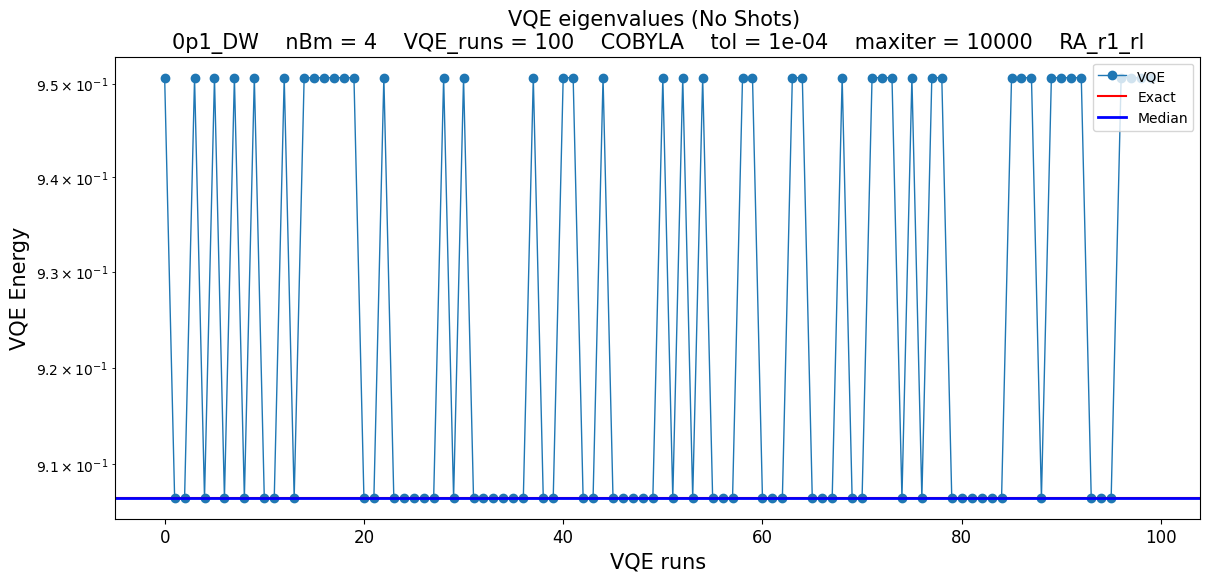 VQE eigenvalues (No Shots)
0p1_DW nBm = 4 VQE_runs = 100 COBYLA tol = 1e-04 maxiter = 10000 RA_r1_rl
VQE
Exact
Median
9.5 × 10⁻¹
9.4 × 10⁻¹
9.3 × 10⁻¹
9.2 × 10⁻¹
9.1 × 10⁻¹
VQE Energy
0 20 40 60 80 100
VQE runs